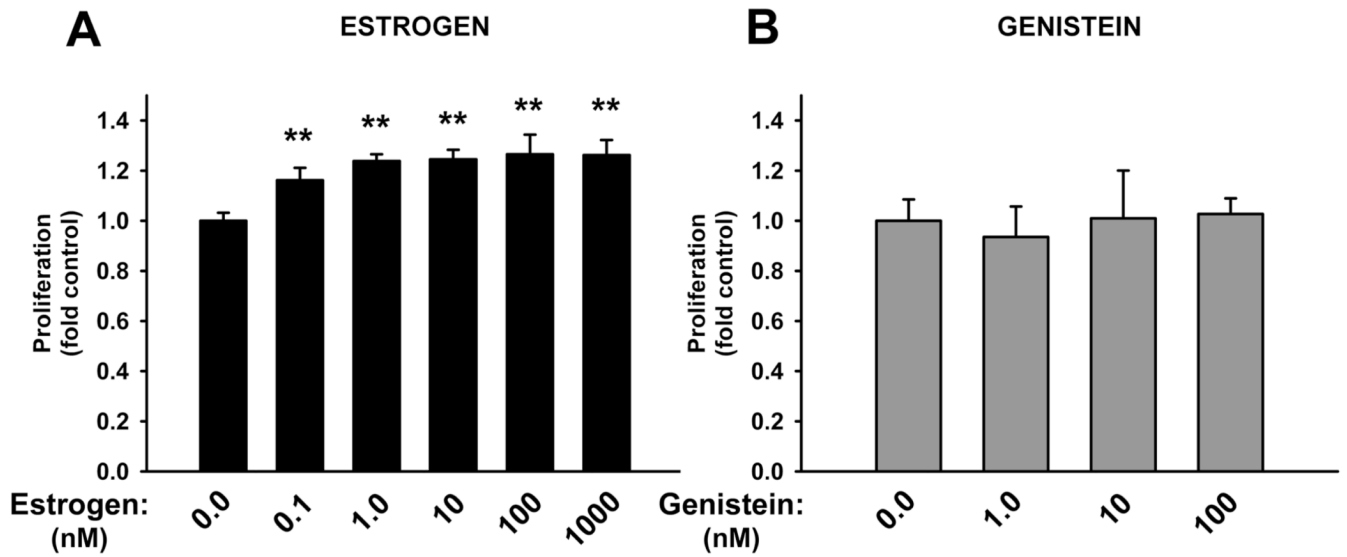 A
ESTROGEN
Proliferation
(fold control)
1.4
1.2
1.0
0.8
0.6
0.4
0.2
0.0
**
**
**
**
**
Estrogen:
(nM)
0.0
0.1
1.0
10
100
1000
B
GENISTEIN
Proliferation
(fold control)
1.4
1.2
1.0
0.8
0.6
0.4
0.2
0.0
Genistein:
(nM)
0.0
1.0
10
100